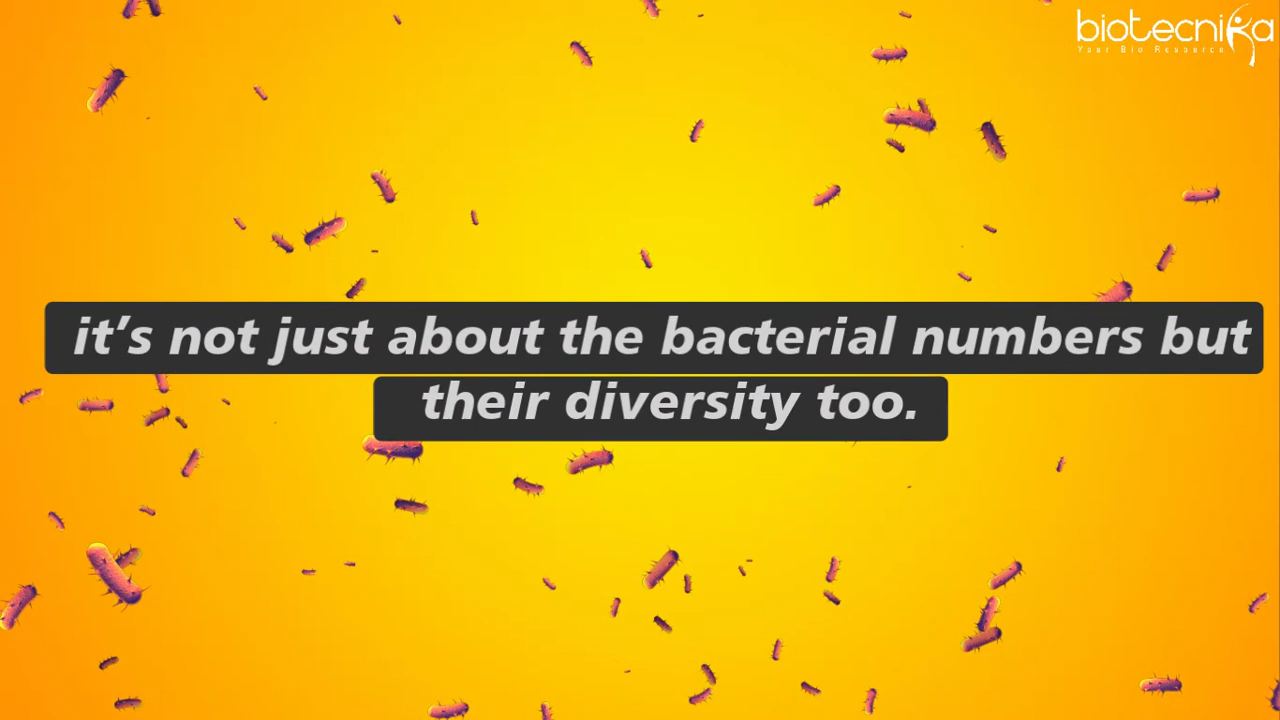 biotecnika
Your Bio Resource
it's not just about the bacterial numbers but
their diversity too.